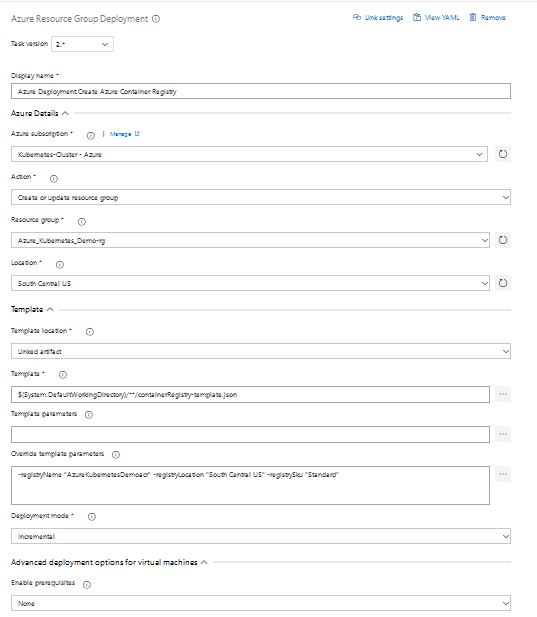 Azure Resource Group Deployment
Link settings View YAML Remove
Task version 2.*
Display name *
Azure Deployment:Create Azure Container Registry
Azure Details
Azure subscription * | Manage
Kubernetes-Cluster - Azure
Action *
Create or update resource group
Resource group *
Azure_Kubernetes_Demo-rg
Location *
South Central US
Template
Template location *
Linked artifact
Template *
$(System.DefaultWorkingDirectory)/**/containerRegistry-template.json
...
Template parameters
...
Override template parameters
-registryName "AzureKubernetesDemoacr" -registryLocation "South Central US" -registrySku "Standard"
...
Deployment mode *
Incremental
Advanced deployment options for virtual machines
Enable prerequisites
None